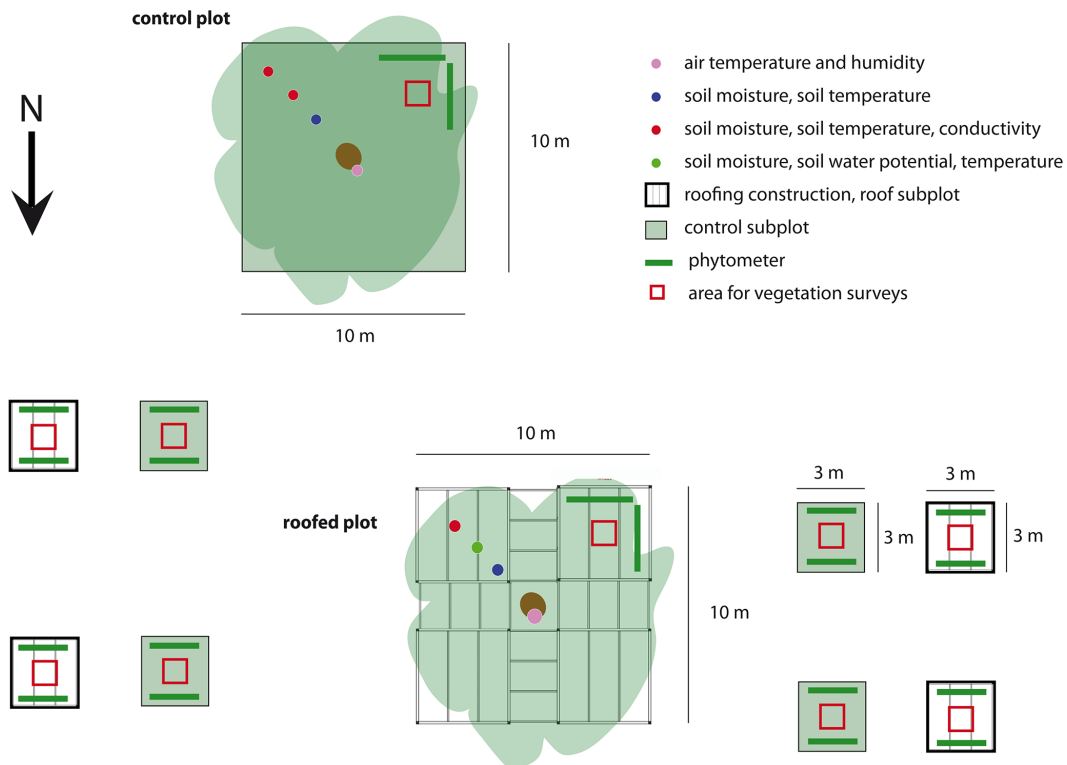 control plot
N
10 m
10 m
air temperature and humidity
soil moisture, soil temperature
soil moisture, soil temperature, conductivity
soil moisture, soil water potential, temperature
roofing construction, roof subplot
control subplot
phytometer
area for vegetation surveys
10 m
roofed plot
10 m
3 m
3 m
3 m
3 m